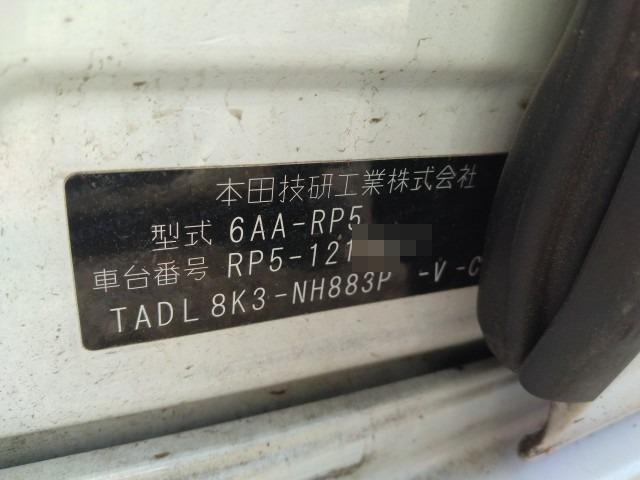 本田技研工業株式会社
型式 6AA-RP5
車台番号 RP5-121
TADL 8K3-NH883P -V-C